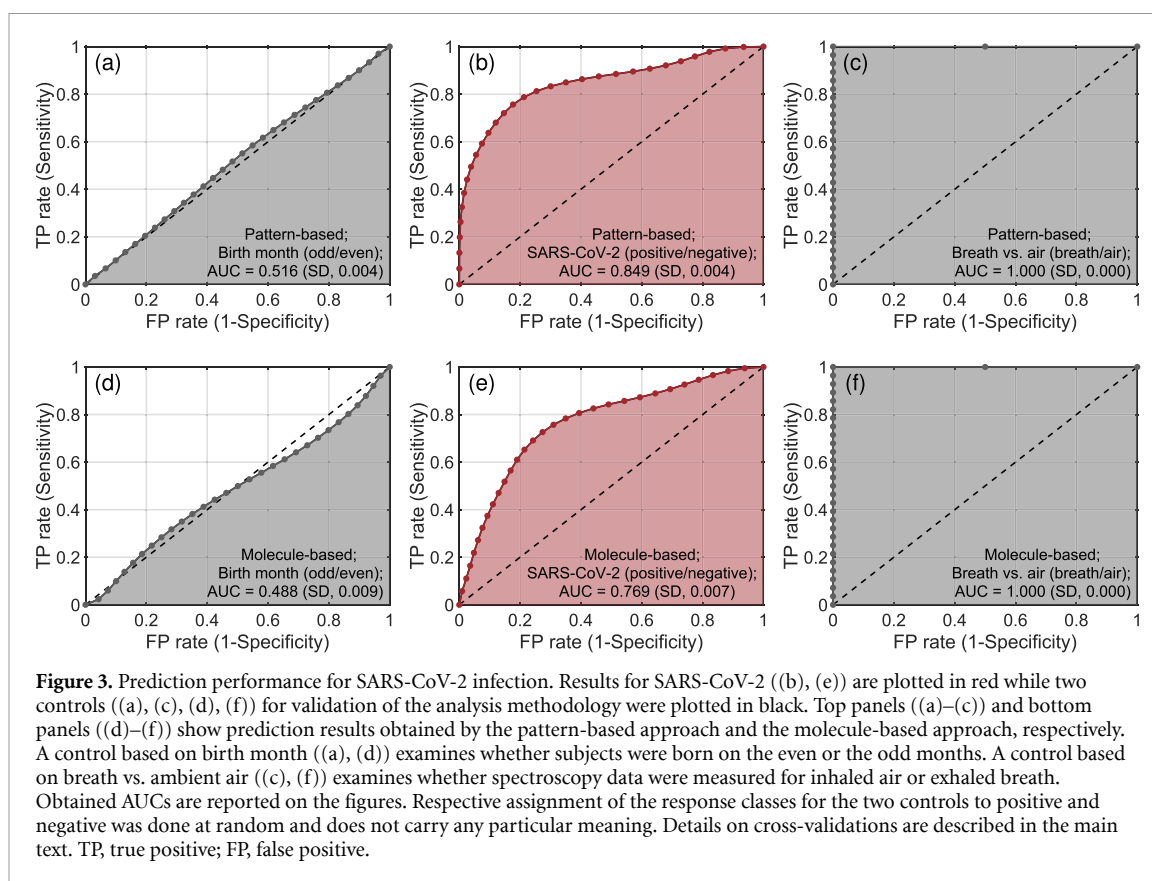 (a)
TP rate (Sensitivity)
1
0.8
0.6
0.4
0.2
0
Pattern-based;
Birth month (odd/even);
AUC = 0.516 (SD, 0.004)
0 0.2 0.4 0.6 0.8 1
FP rate (1-Specificity)
(b)
TP rate (Sensitivity)
1
0.8
0.6
0.4
0.2
0
Pattern-based;
SARS-CoV-2 (positive/negative);
AUC = 0.849 (SD, 0.004)
0 0.2 0.4 0.6 0.8 1
FP rate (1-Specificity)
(c)
TP rate (Sensitivity)
1
0.8
0.6
0.4
0.2
0
Pattern-based;
Breath vs. air (breath/air);
AUC = 1.000 (SD, 0.000)
0 0.2 0.4 0.6 0.8 1
FP rate (1-Specificity)
(d)
TP rate (Sensitivity)
1
0.8
0.6
0.4
0.2
0
Molecule-based;
Birth month (odd/even);
AUC = 0.488 (SD, 0.009)
0 0.2 0.4 0.6 0.8 1
FP rate (1-Specificity)
(e)
TP rate (Sensitivity)
1
0.8
0.6
0.4
0.2
0
Molecule-based;
SARS-CoV-2 (positive/negative);
AUC = 0.769 (SD, 0.007)
0 0.2 0.4 0.6 0.8 1
FP rate (1-Specificity)
(f)
TP rate (Sensitivity)
1
0.8
0.6
0.4
0.2
0
Molecule-based;
Breath vs. air (breath/air);
AUC = 1.000 (SD, 0.000)
0 0.2 0.4 0.6 0.8 1
FP rate (1-Specificity)
Figure 3. Prediction performance for SARS-CoV-2 infection. Results for SARS-CoV-2 ((b), (e)) are plotted in red while two
controls ((a), (c), (d), (f)) for validation of the analysis methodology were plotted in black. Top panels ((a)–(c)) and bottom
panels ((d)–(f)) show prediction results obtained by the pattern-based approach and the molecule-based approach, respectively.
A control based on birth month ((a), (d)) examines whether subjects were born on the even or the odd months. A control based
on breath vs. ambient air ((c), (f)) examines whether spectroscopy data were measured for inhaled air or exhaled breath.
Obtained AUCs are reported on the figures. Respective assignment of the response classes for the two controls to positive and
negative was done at random and does not carry any particular meaning. Details on cross-validations are described in the main
text. TP, true positive; FP, false positive.